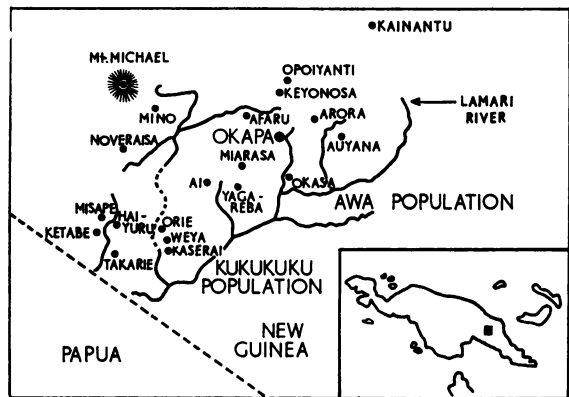 KAINANTU
Mt. MICHAEL
OPOIYANTI
KEYONOSA
MINO
AFARU
ARORA
LAMARI
RIVER
OKAPA
AUYANA
NOVERAISA
MIARASA
AI
YAGA-
REBA
OKASA
AWA POPULATION
MISAPE
HAI-
YURU
KETABE
ORIE
WEYA
KASERAI
TAKARIE
KUKUKUKU
POPULATION
NEW
GUINEA
PAPUA